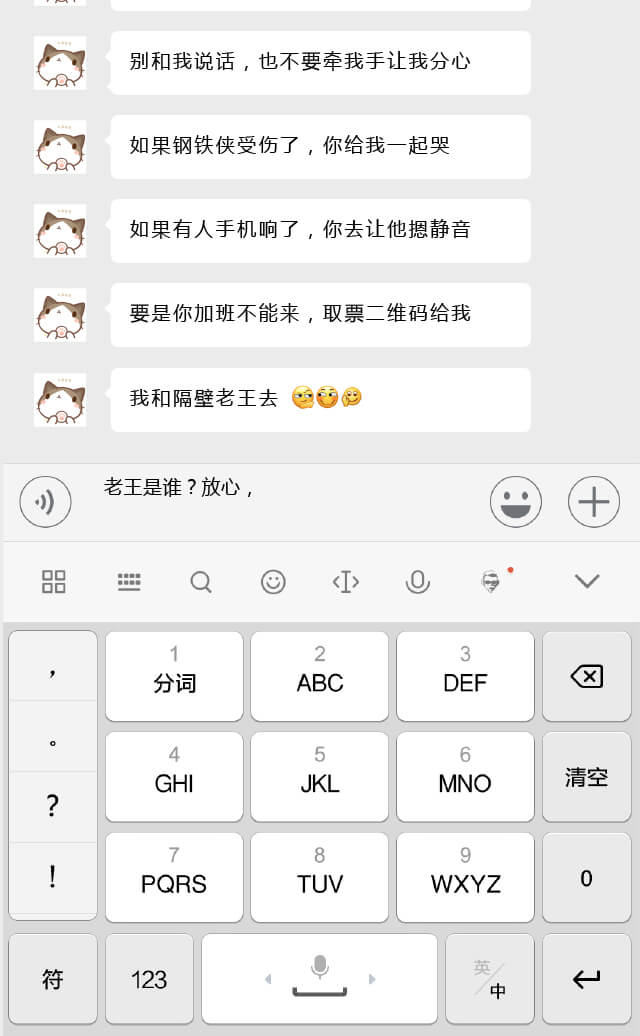 别和我说话，也不要牵我手让我分心
如果钢铁侠受伤了，你给我一起哭
如果有人手机响了，你去让他摁静音
要是你加班不能来，取票二维码给我
我和隔壁老王去
老王是谁？放心，
，
1
分词
2
ABC
3
DEF
。
4
GHI
5
JKL
6
MNO
清空
？
7
PQRS
8
TUV
9
WXYZ
0
！
符
123
英/中